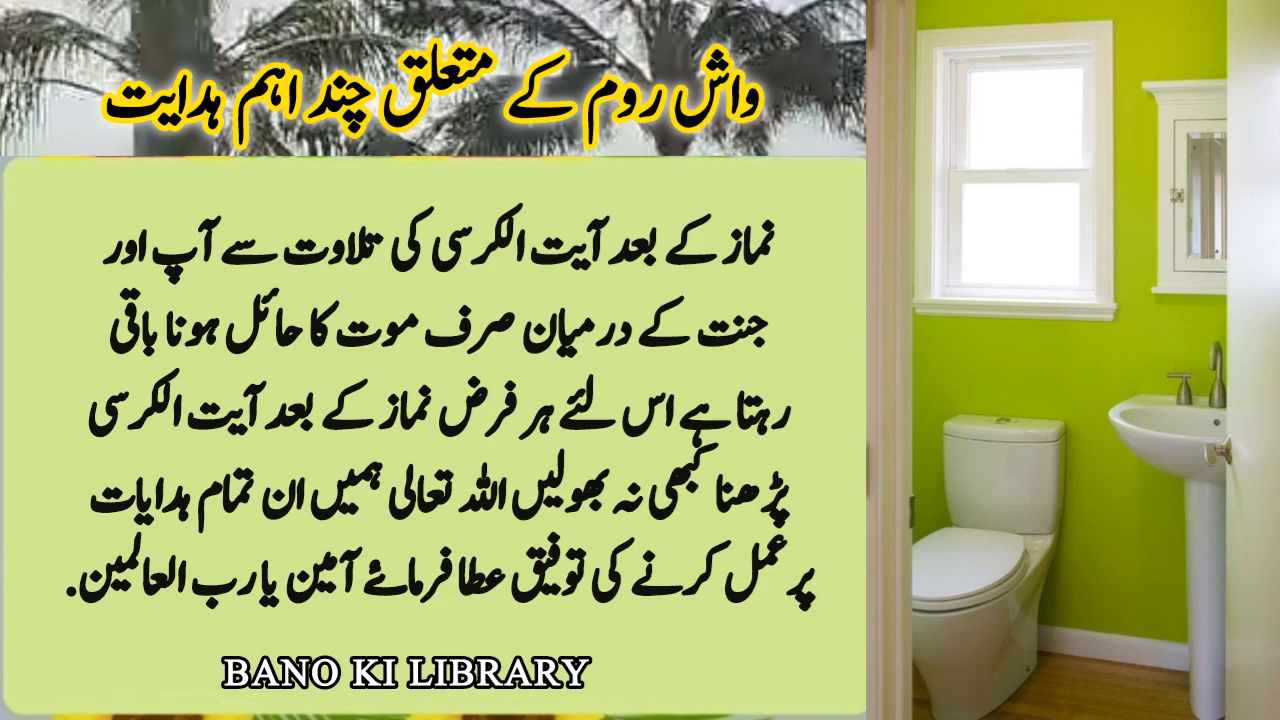 واش روم کے متعلق چند اہم ہدایت
نماز کے بعد آیت الکرسی کی تلاوت سے آپ اور
جنت کے درمیان صرف موت کا حائل ہونا باقی
رہتا ہے اس لئے ہر فرض نماز کے بعد آیت الکرسی
پڑھنا کبھی نہ بھولیں اللہ تعالی ہمیں ان تمام ہدایات
پر عمل کرنے کی توفیق عطا فرمائے آمین یا رب العالمین.
BANO KI LIBRARY